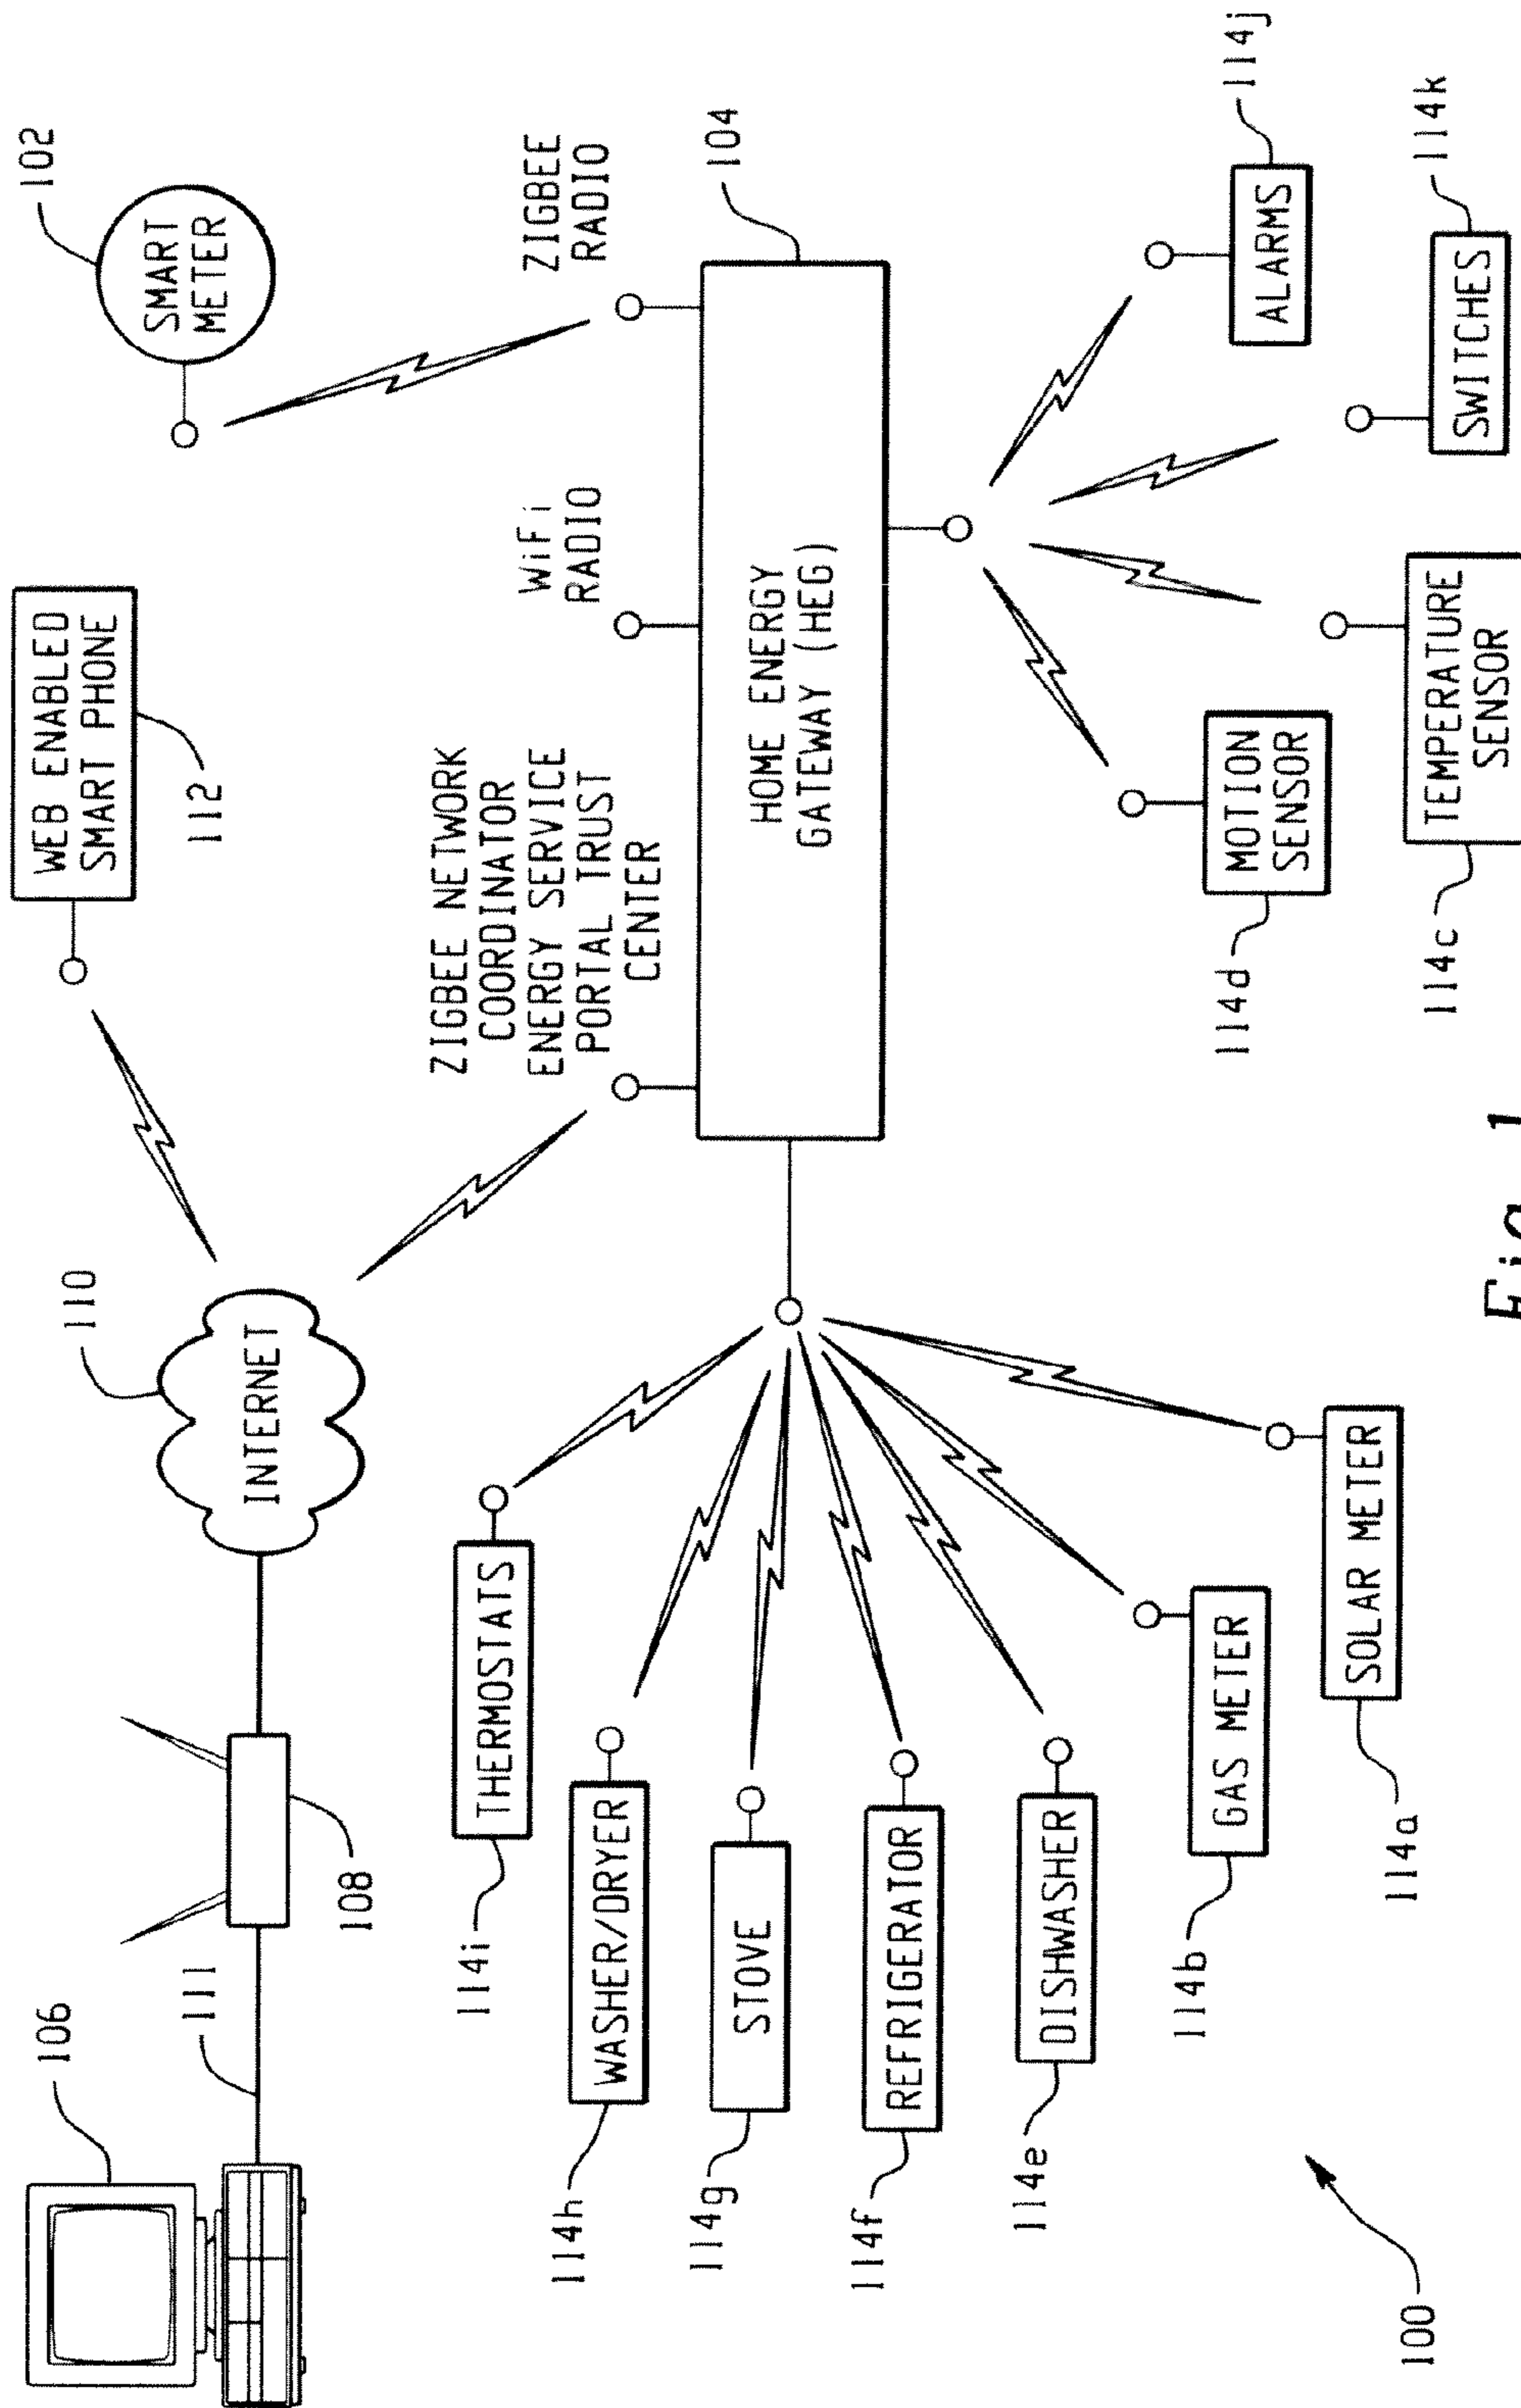 106
111
108
110
INTERNET
WEB ENABLED
SMART PHONE
112
102
SMART
METER
ZIGBEE NETWORK
COORDINATOR
ENERGY SERVICE
PORTAL TRUST
CENTER
WiFi
RADIO
ZIGBEE
RADIO
104
HOME ENERGY
GATEWAY (HEG)
THERMOSTATS
114i
WASHER/DRYER
114h
STOVE
114g
REFRIGERATOR
114f
DISHWASHER
114e
GAS METER
114b
SOLAR METER
114a
MOTION
SENSOR
114d
TEMPERATURE
SENSOR
114c
SWITCHES
114k
ALARMS
114j
100
Fig. 1